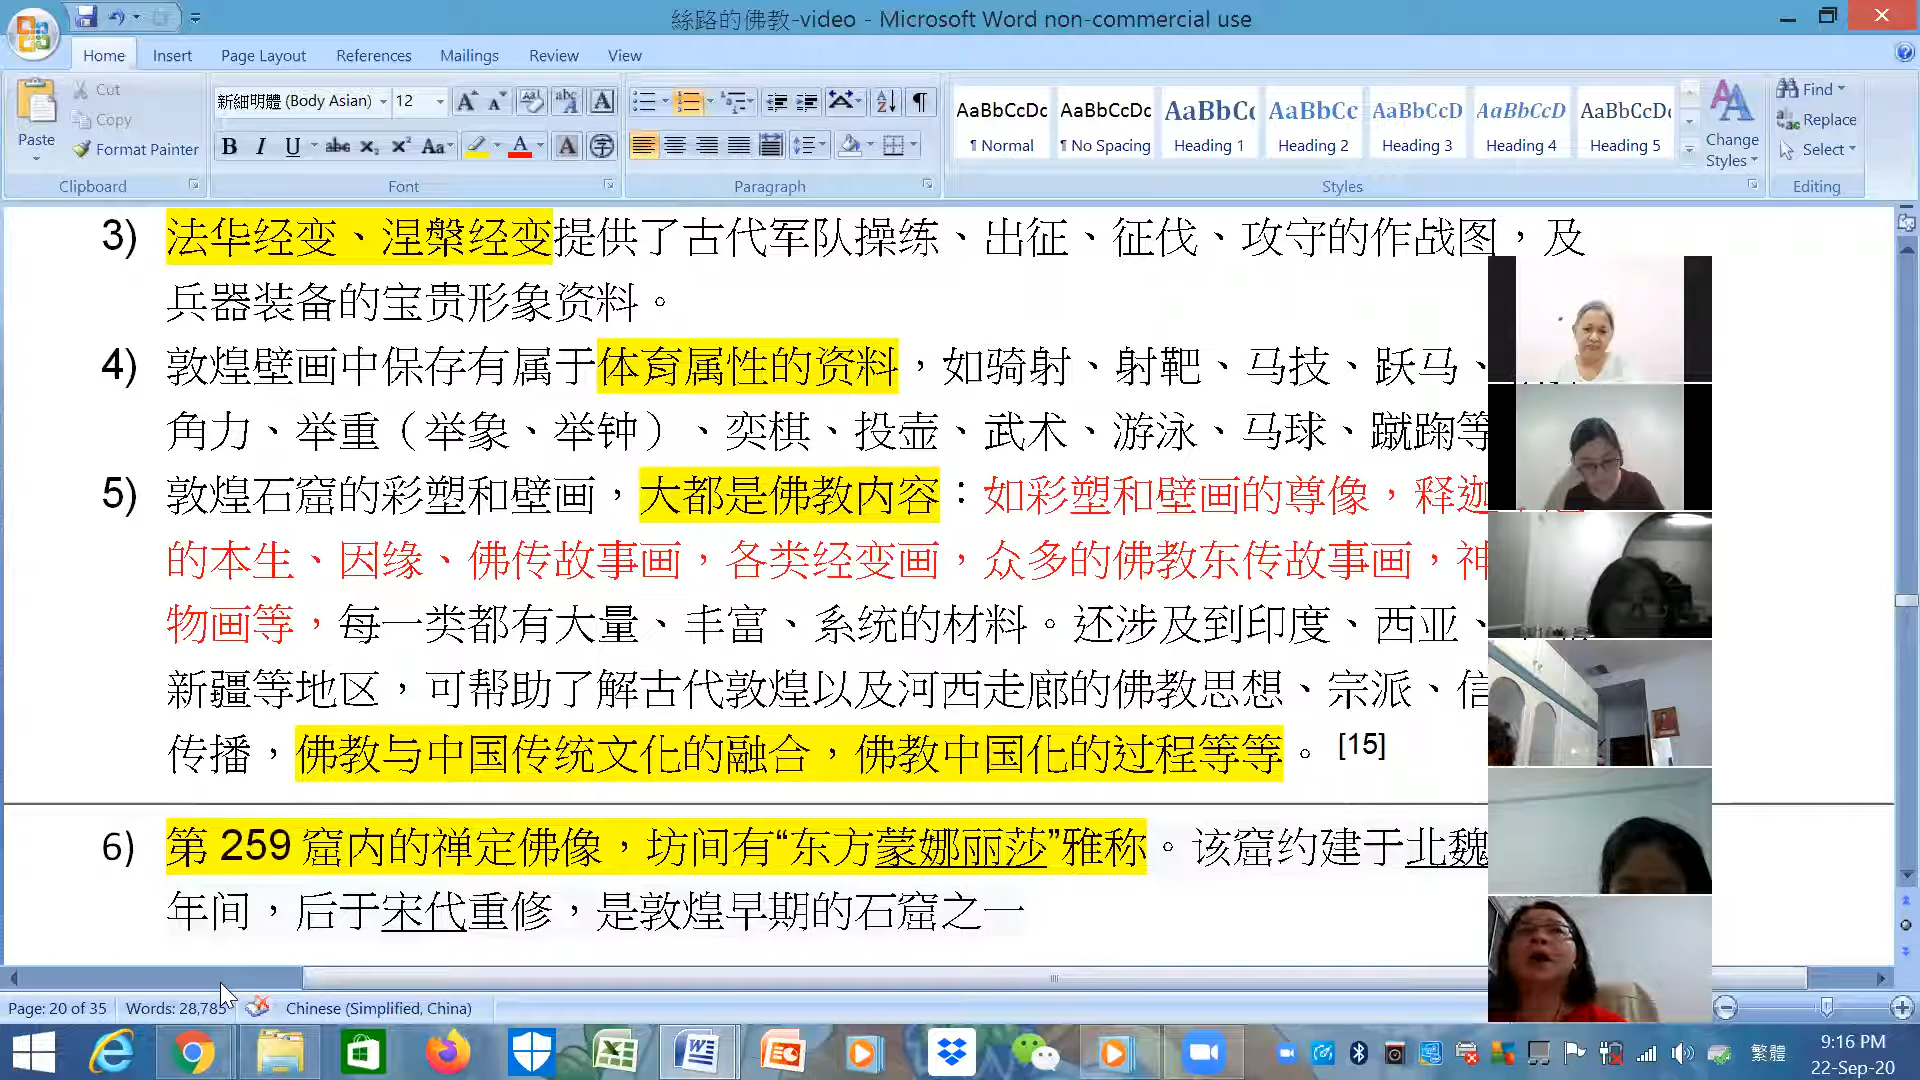 絲路的佛教-video - Microsoft Word non-commercial use
Home Insert Page Layout References Mailings Review View
Paste Cut Copy Format Painter
新細明體 (Body Asian) 12
AaBbCcDc AaBbCcDc AaBbCc AaBbCc AaBbCcD AaBbCcD AaBbCcDc
¶ Normal ¶ No Spacing Heading 1 Heading 2 Heading 3 Heading 4 Heading 5
Change Styles
Find Replace Select
Clipboard Font Paragraph Styles Editing
3) 法华经变、涅槃经变提供了古代军队操练、出征、征伐、攻守的作战图，及
兵器装备的宝贵形象资料。
4) 敦煌壁画中保存有属于体育属性的资料，如骑射、射靶、马技、跃马、
角力、举重（举象、举钟）、奕棋、投壶、武术、游泳、马球、蹴踘等
5) 敦煌石窟的彩塑和壁画，大都是佛教内容：如彩塑和壁画的尊像，释迦
的本生、因缘、佛传故事画，各类经变画，众多的佛教东传故事画，神
物画等，每一类都有大量、丰富、系统的材料。还涉及到印度、西亚、
新疆等地区，可帮助了解古代敦煌以及河西走廊的佛教思想、宗派、信
传播，佛教与中国传统文化的融合，佛教中国化的过程等等。[15]
6) 第 259 窟内的禅定佛像，坊间有“东方蒙娜丽莎”雅称。该窟约建于北魏
年间，后于宋代重修，是敦煌早期的石窟之一
Page: 20 of 35 Words: 28,785 Chinese (Simplified, China)
繁體
9:16 PM
22-Sep-20